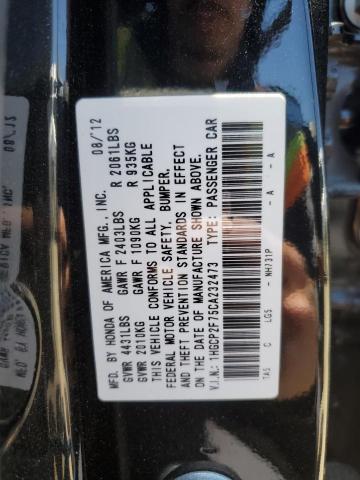 MFD. BY HONDA OF AMERICA MFG., INC. 08/12
GVWR 4431LBS GAWR F 2403LBS R 2061LBS
GVWR 2010KG GAWR F 1090KG R 935KG
THIS VEHICLE CONFORMS TO ALL APPLICABLE
FEDERAL MOTOR VEHICLE SAFETY, BUMPER,
AND THEFT PREVENTION STANDARDS IN EFFECT
ON THE DATE OF MANUFACTURE SHOWN ABOVE.
V.I.N.: 1HGCP2F75CA232473 TYPE: PASSENGER CAR
TA5 C LG5 - NH731P - A - A